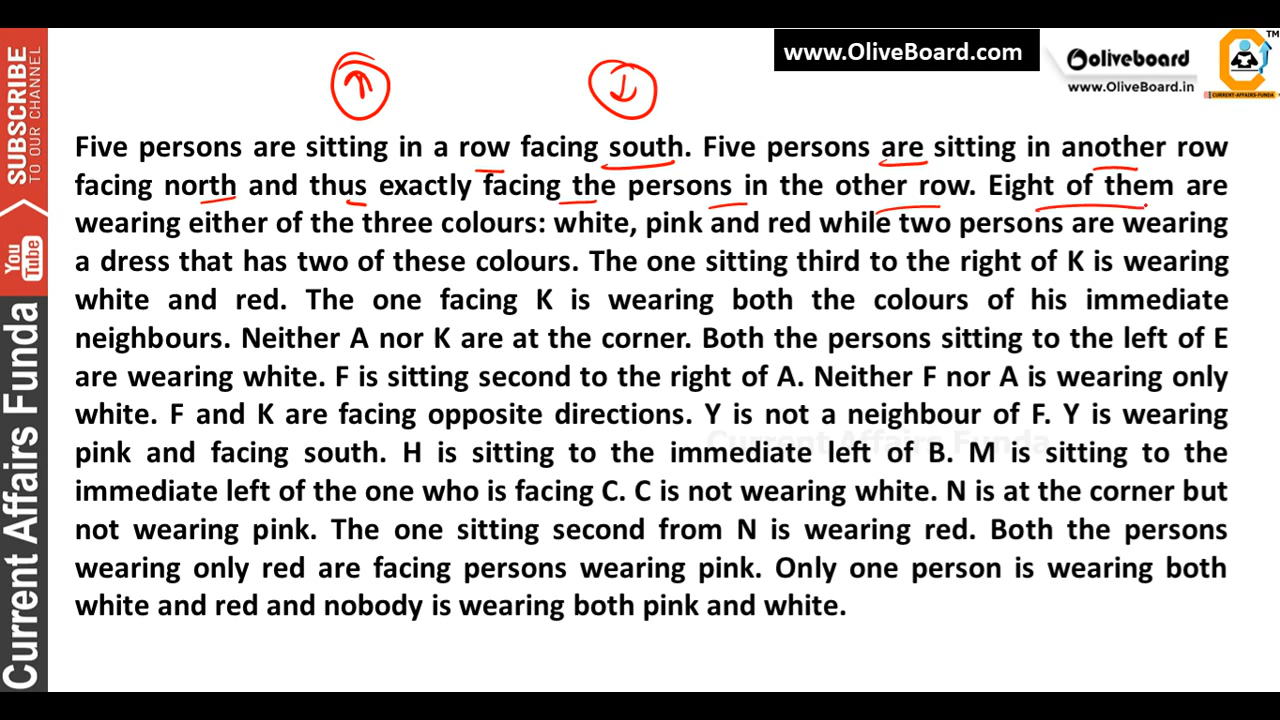 www.OliveBoard.com
TM
oliveboard
www.OliveBoard.in
CURRENT-AFFAIRS-FUNDA
Five persons are sitting in a row facing south. Five persons are sitting in another row
facing north and thus exactly facing the persons in the other row. Eight of them are
wearing either of the three colours: white, pink and red while two persons are wearing
a dress that has two of these colours. The one sitting third to the right of K is wearing
white and red. The one facing K is wearing both the colours of his immediate
neighbours. Neither A nor K are at the corner. Both the persons sitting to the left of E
are wearing white. F is sitting second to the right of A. Neither F nor A is wearing only
white. F and K are facing opposite directions. Y is not a neighbour of F. Y is wearing
pink and facing south. H is sitting to the immediate left of B. M is sitting to the
immediate left of the one who is facing C. C is not wearing white. N is at the corner but
not wearing pink. The one sitting second from N is wearing red. Both the persons
wearing only red are facing persons wearing pink. Only one person is wearing both
white and red and nobody is wearing both pink and white.
Current Affairs Funda
SUBSCRIBE
TO OUR CHANNEL
You
Tube
Current Affairs Funda